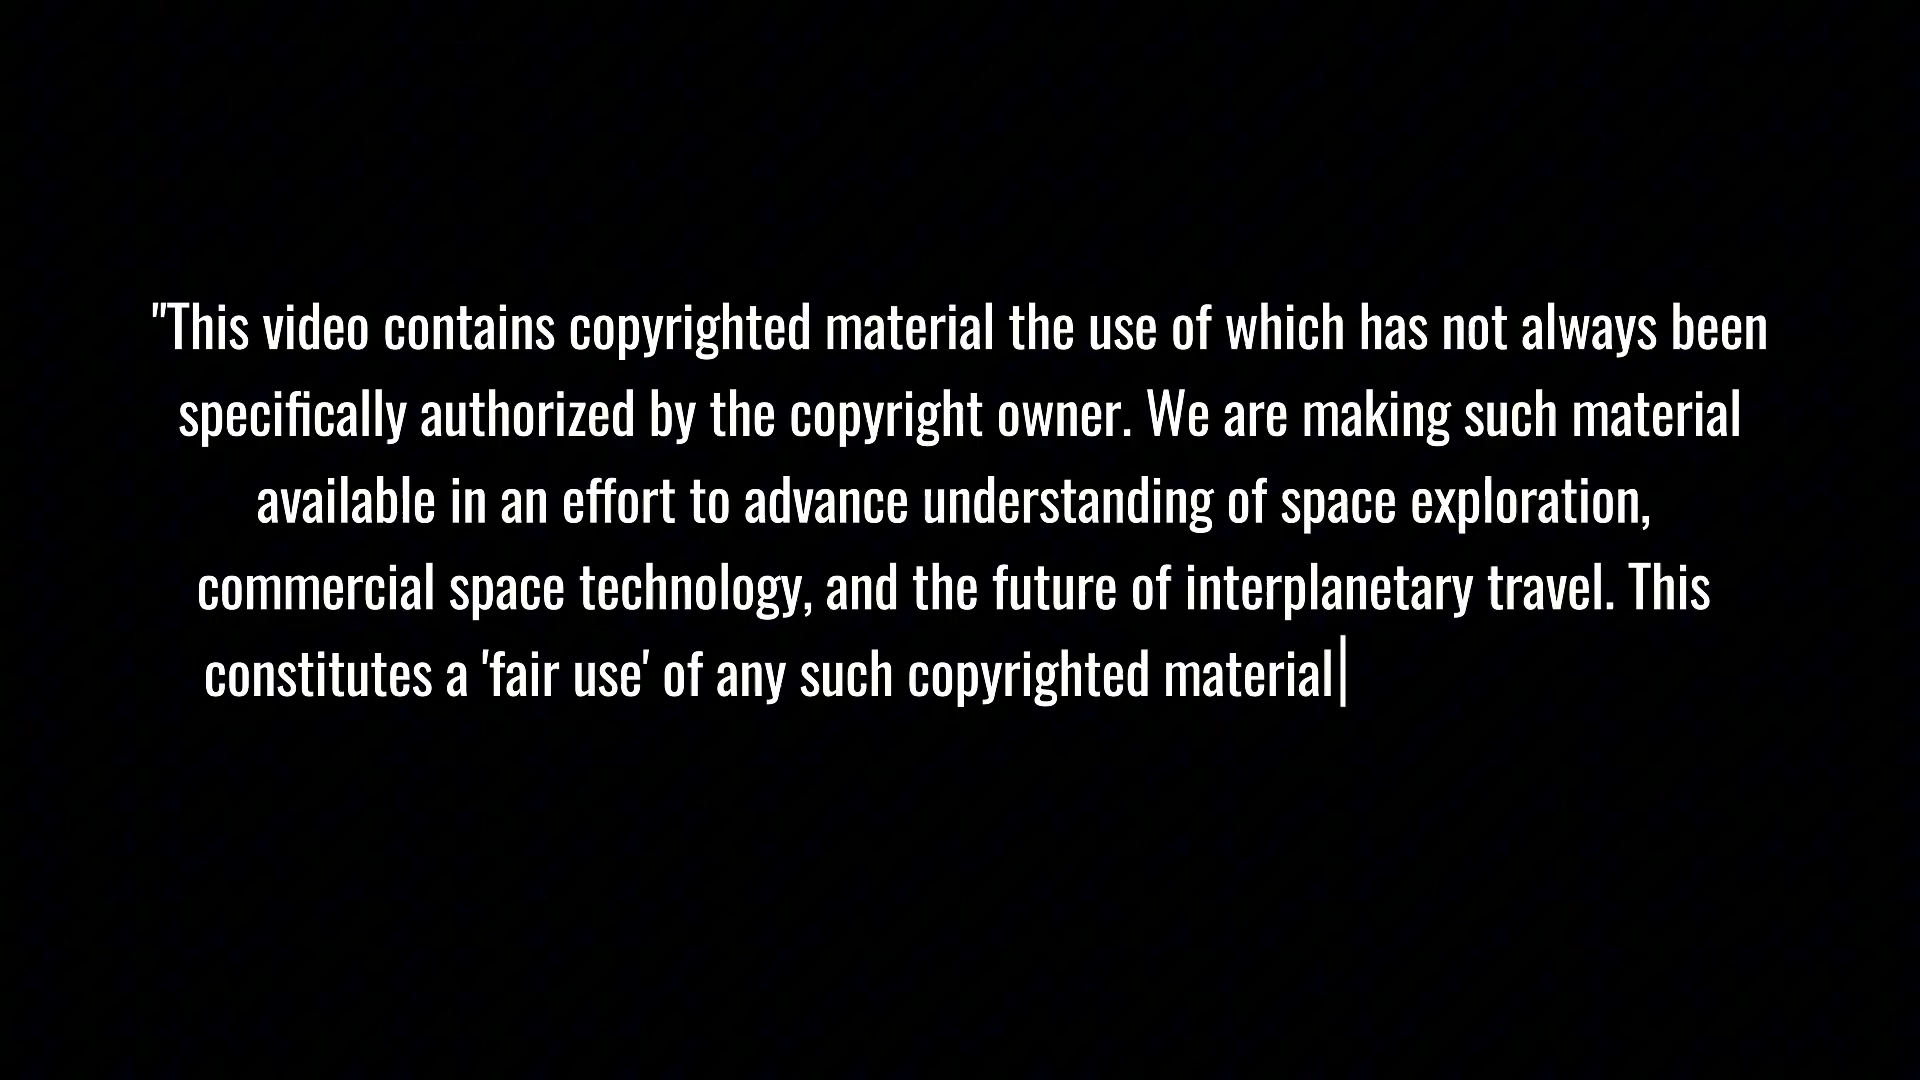 "This video contains copyrighted material the use of which has not always been
specifically authorized by the copyright owner. We are making such material
available in an effort to advance understanding of space exploration,
commercial space technology, and the future of interplanetary travel. This
constitutes a 'fair use' of any such copyrighted material